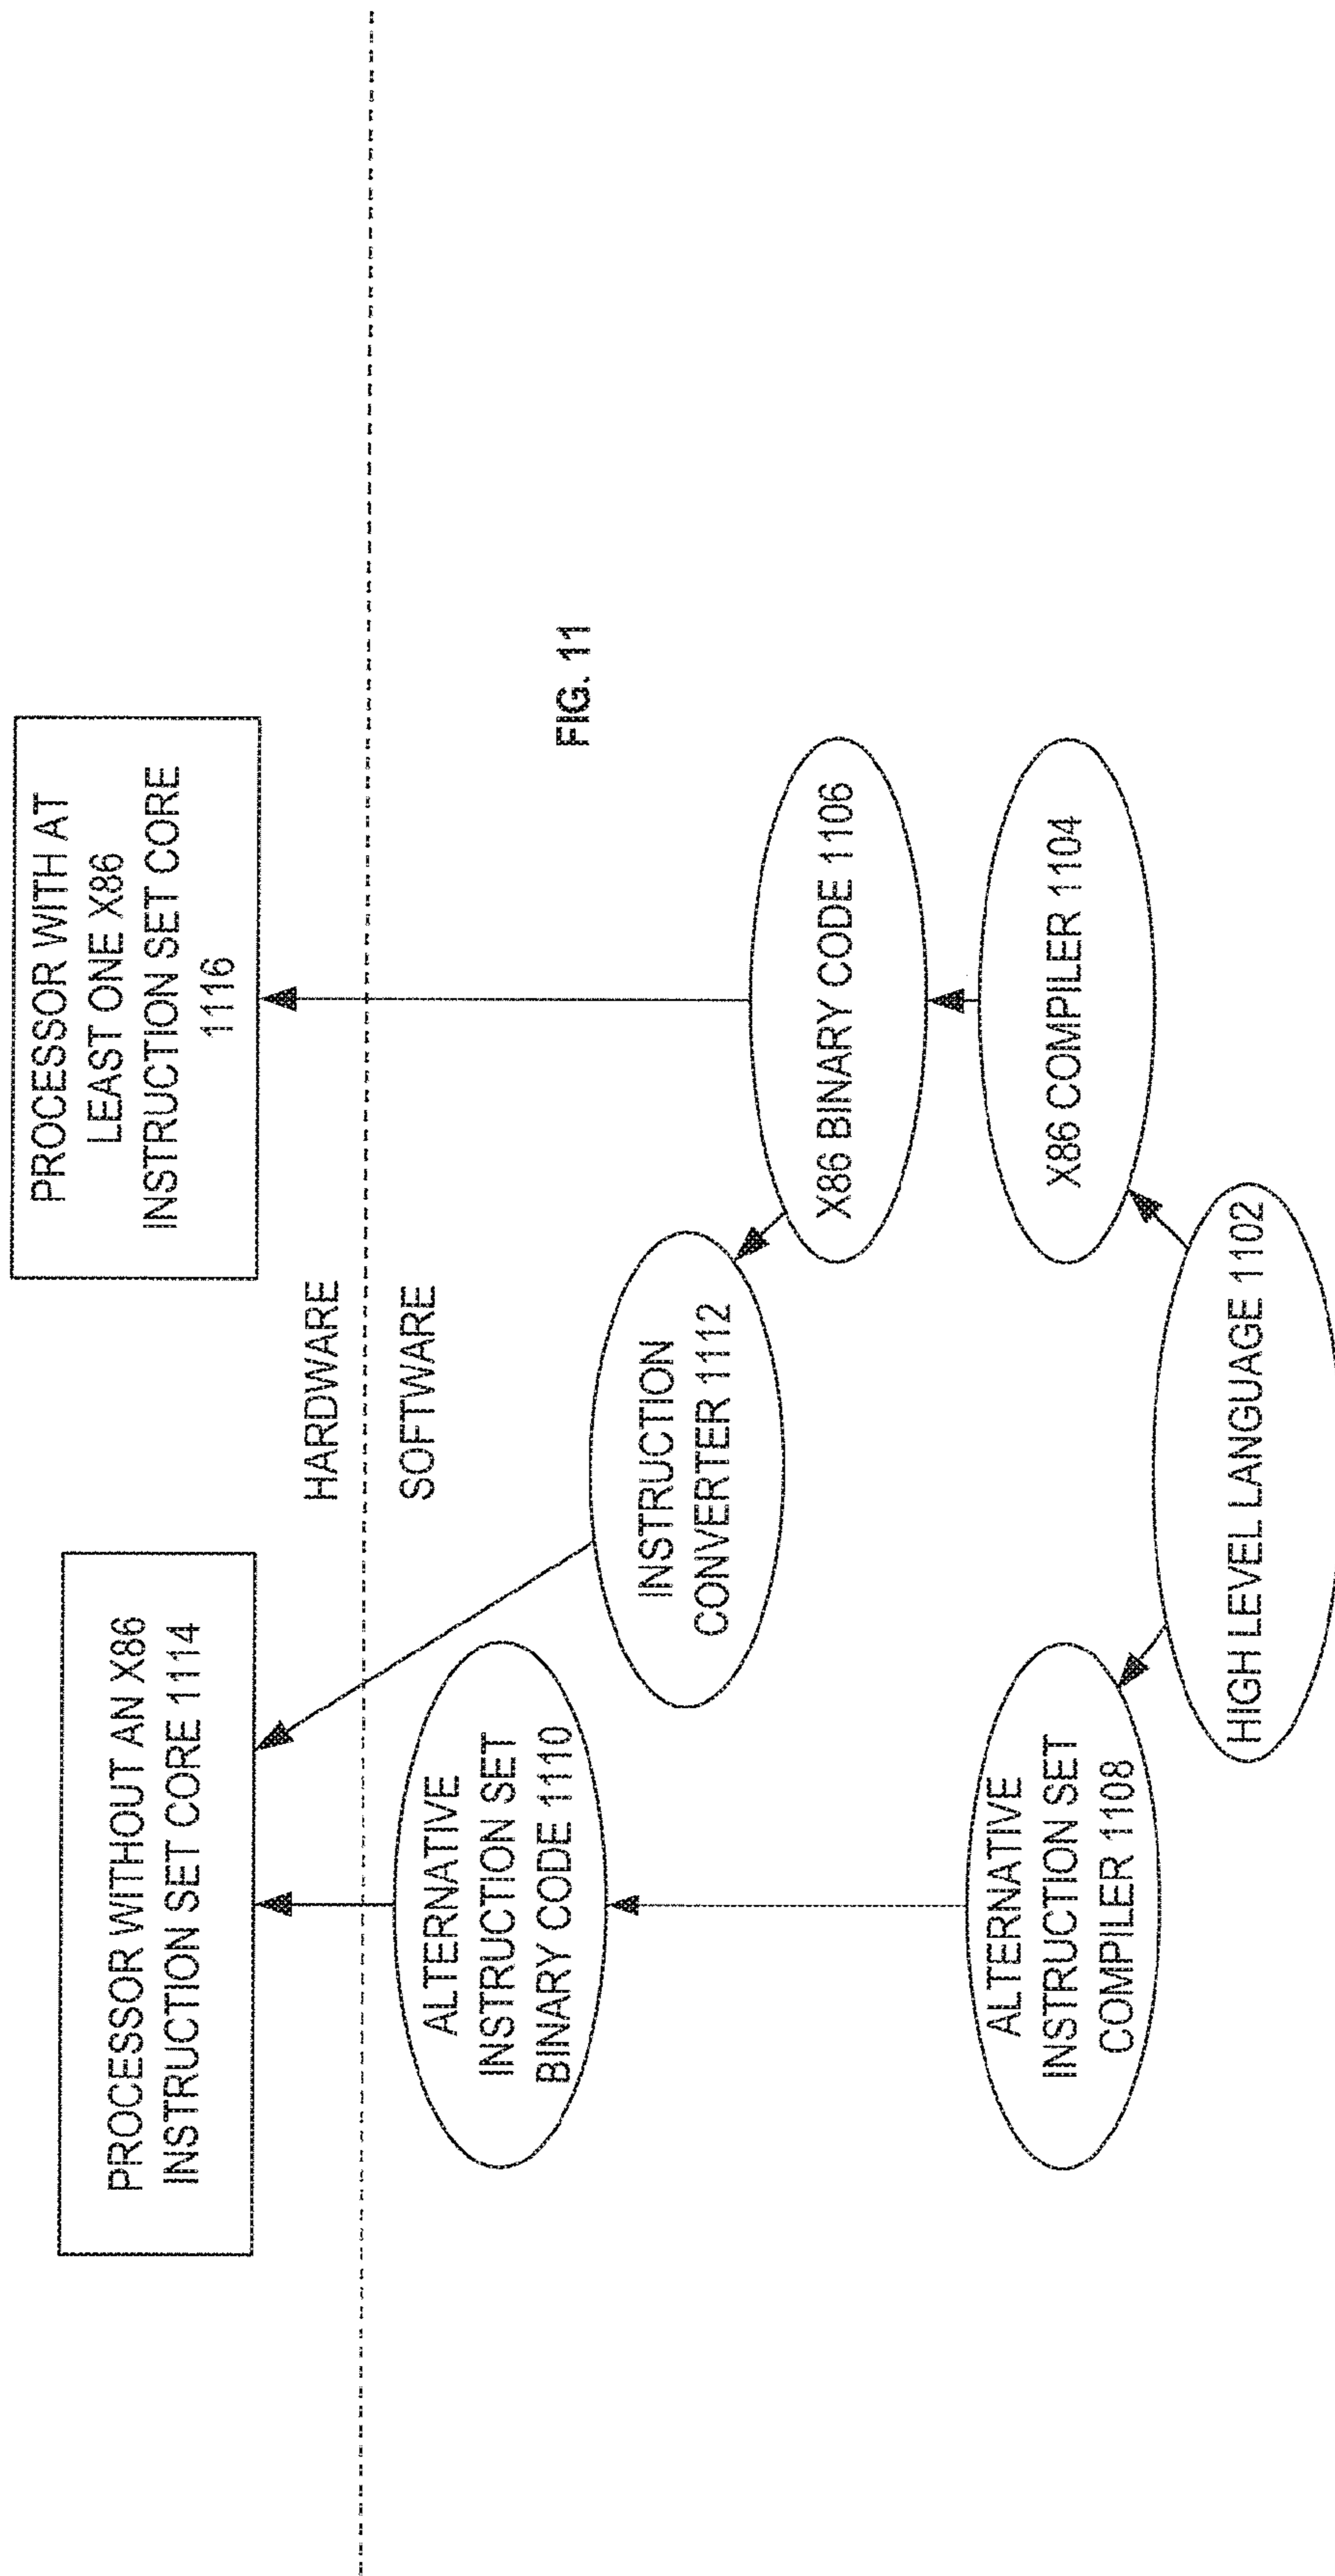 PROCESSOR WITHOUT AN X86
INSTRUCTION SET CORE 1114
PROCESSOR WITH AT
LEAST ONE X86
INSTRUCTION SET CORE
1116
HARDWARE
SOFTWARE
ALTERNATIVE
INSTRUCTION SET
BINARY CODE 1110
INSTRUCTION
CONVERTER 1112
FIG. 11
X86 BINARY CODE 1106
ALTERNATIVE
INSTRUCTION SET
COMPILER 1108
X86 COMPILER 1104
HIGH LEVEL LANGUAGE 1102